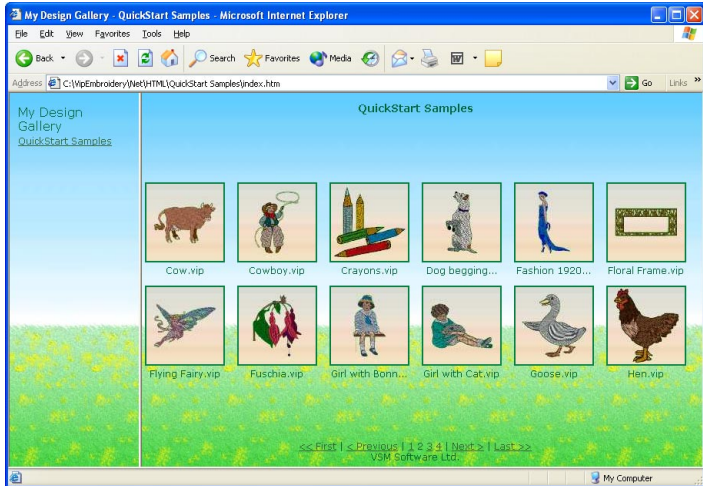 My Design Gallery - QuickStart Samples - Microsoft Internet Explorer
File Edit View Favorites Tools Help
Back Search Favorites Media
Address C:\VipEmbroidery\Net\HTML\QuickStart Samples\index.htm Go Links »
My Design
Gallery
QuickStart Samples
QuickStart Samples
Cow.vip Cowboy.vip Crayons.vip Dog begging... Fashion 1920... Floral Frame.vip
Flying Fairy.vip Fuschia.vip Girl with Bonn... Girl with Cat.vip Goose.vip Hen.vip
<< First | < Previous | 1 2 3 4 | Next > | Last >>
VSM Software Ltd.
My Computer